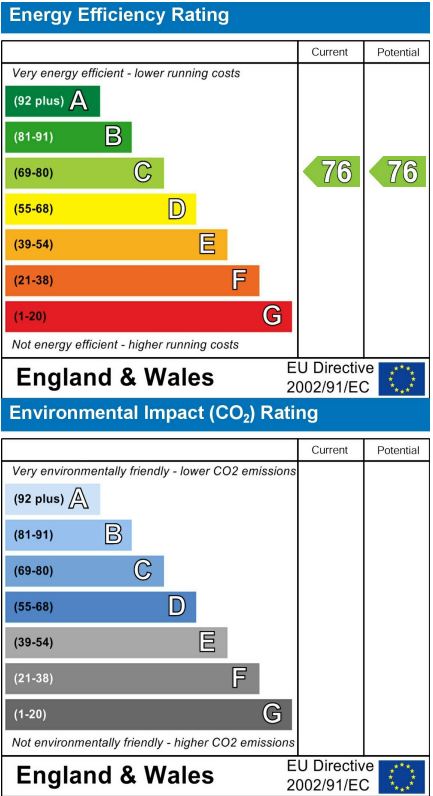 Energy Efficiency Rating
Current Potential
Very energy efficient - lower running costs
(92 plus) A
(81-91) B
(69-80) C 76 76
(55-68) D
(39-54) E
(21-38) F
(1-20) G
Not energy efficient - higher running costs
England & Wales
EU Directive
2002/91/EC
Environmental Impact (CO₂) Rating
Current Potential
Very environmentally friendly - lower CO2 emissions
(92 plus) A
(81-91) B
(69-80) C
(55-68) D
(39-54) E
(21-38) F
(1-20) G
Not environmentally friendly - higher CO2 emissions
England & Wales
EU Directive
2002/91/EC